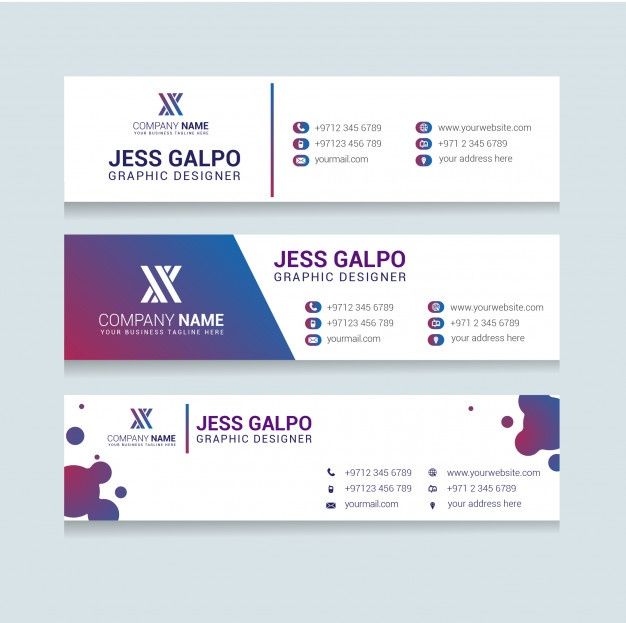 COMPANY NAME
YOUR BUSINESS TAGLINE HERE
JESS GALPO
GRAPHIC DESIGNER
+9712 345 6789
+97123 456 789
yourmail.com
www.yourwebsite.com
+971 2 345 6789
your address here
COMPANY NAME
YOUR BUSINESS TAGLINE HERE
JESS GALPO
GRAPHIC DESIGNER
+9712 345 6789
+97123 456 789
yourmail.com
www.yourwebsite.com
+971 2 345 6789
your address here
COMPANY NAME
YOUR BUSINESS TAGLINE HERE
JESS GALPO
GRAPHIC DESIGNER
+9712 345 6789
+97123 456 789
yourmail.com
www.yourwebsite.com
+971 2 345 6789
your address here